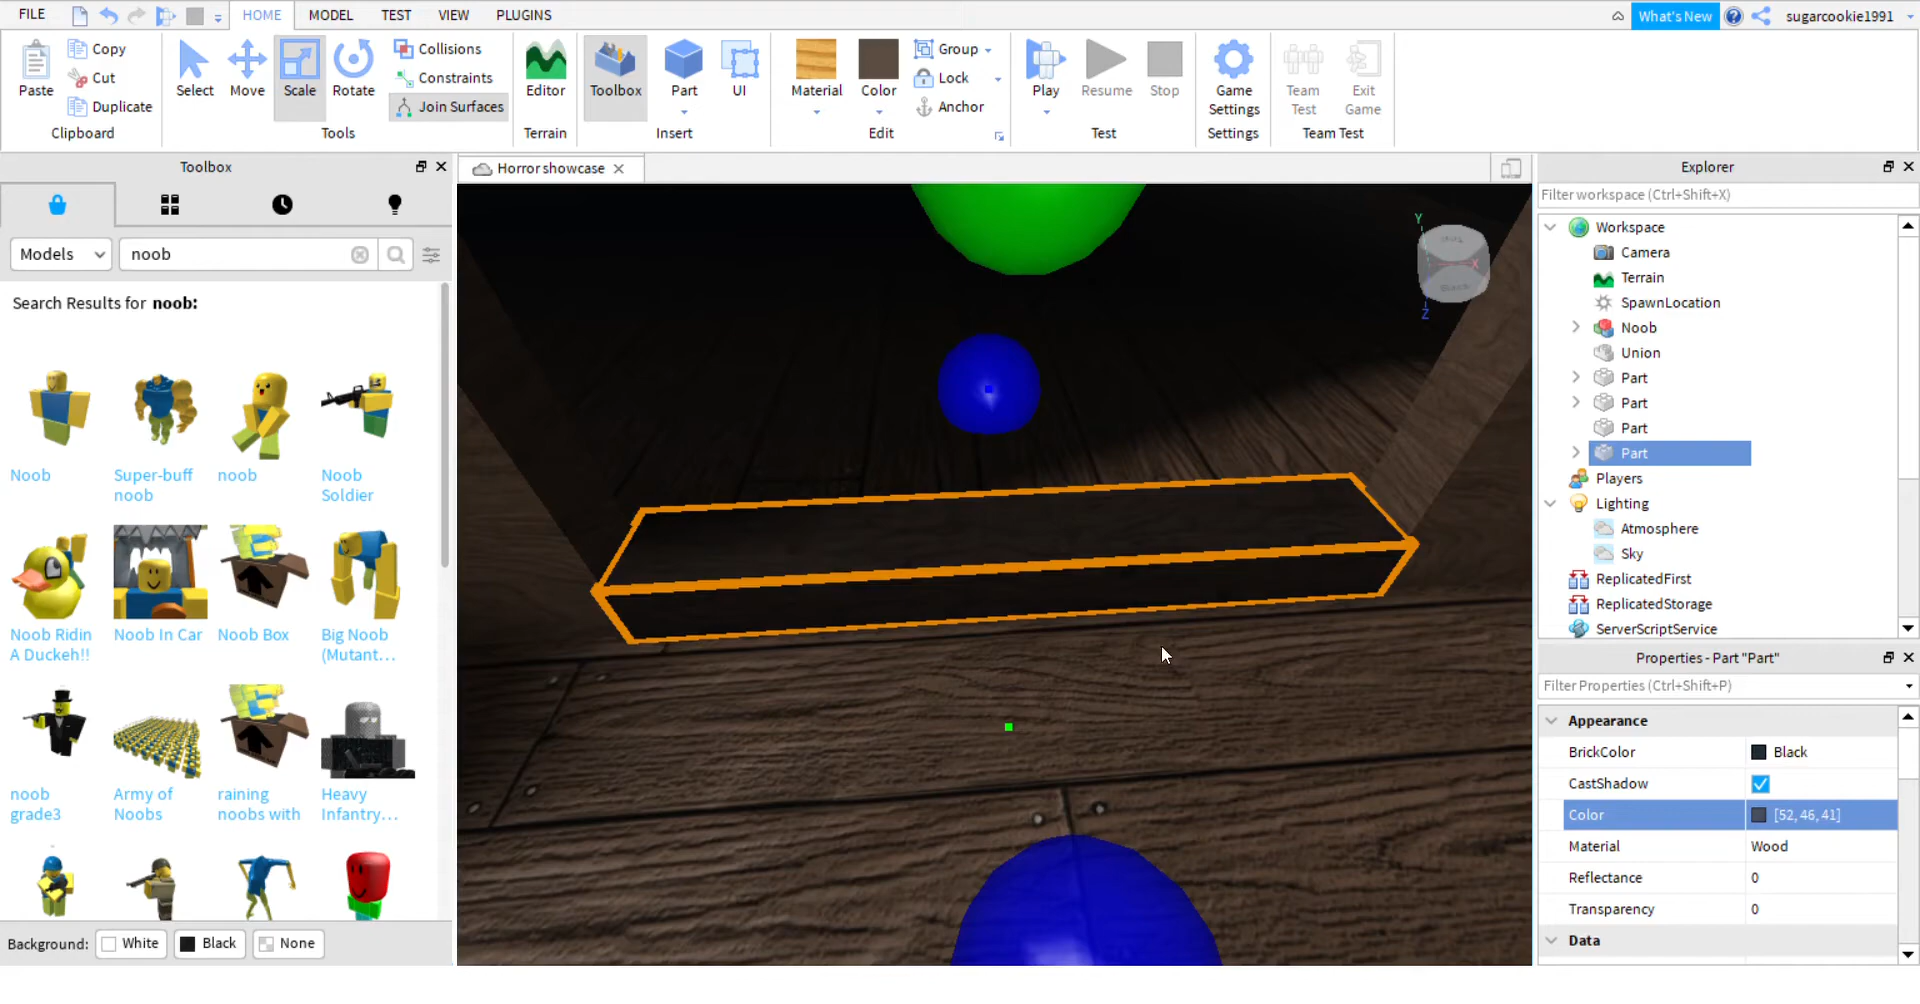 FILE HOME MODEL TEST VIEW PLUGINS What's New sugarcookie1991
Paste Copy Cut Duplicate Select Move Scale Rotate Collisions Constraints Join Surfaces Editor Toolbox Part UI Material Color Group Lock Anchor Play Resume Stop Game Settings Team Test Exit Game
Clipboard Tools Terrain Insert Edit Test Settings Team Test
Toolbox
Horror showcase
Explorer
Filter workspace (Ctrl+Shift+X)
Models noob
Search Results for noob:
Noob
Super-buff noob
noob
Noob Soldier
Noob Ridin A Duckeh!!
Noob In Car
Noob Box
Big Noob (Mutant...
noob grade3
Army of Noobs
raining noobs with
Heavy Infantry...
Background: White Black None
Y
X
Z
Workspace
Camera
Terrain
SpawnLocation
Noob
Union
Part
Part
Part
Part
Players
Lighting
Atmosphere
Sky
ReplicatedFirst
ReplicatedStorage
ServerScriptService
Properties - Part "Part"
Filter Properties (Ctrl+Shift+P)
Appearance
BrickColor Black
CastShadow
Color [52, 46, 41]
Material Wood
Reflectance 0
Transparency 0
Data